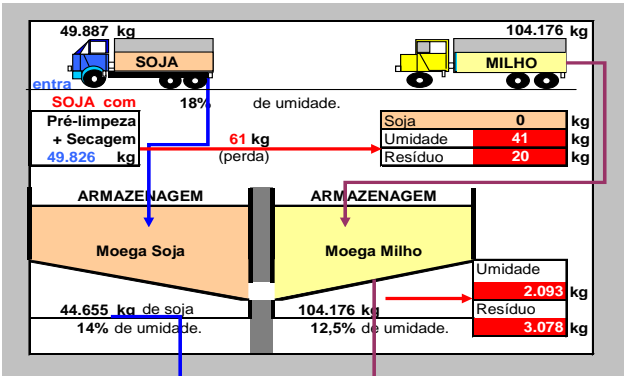 49.887 kg
104.176 kg
SOJA
MILHO
entra
SOJA com 18% de umidade.
Pré-limpeza
+ Secagem
49.826 kg
61 kg
(perda)
Soja 0 kg
Umidade 41 kg
Resíduo 20 kg
ARMAZENAGEM
ARMAZENAGEM
Moega Soja
Moega Milho
Umidade
2.093 kg
Resíduo
3.078 kg
44.655 kg de soja
104.176 kg
14% de umidade.
12,5% de umidade.